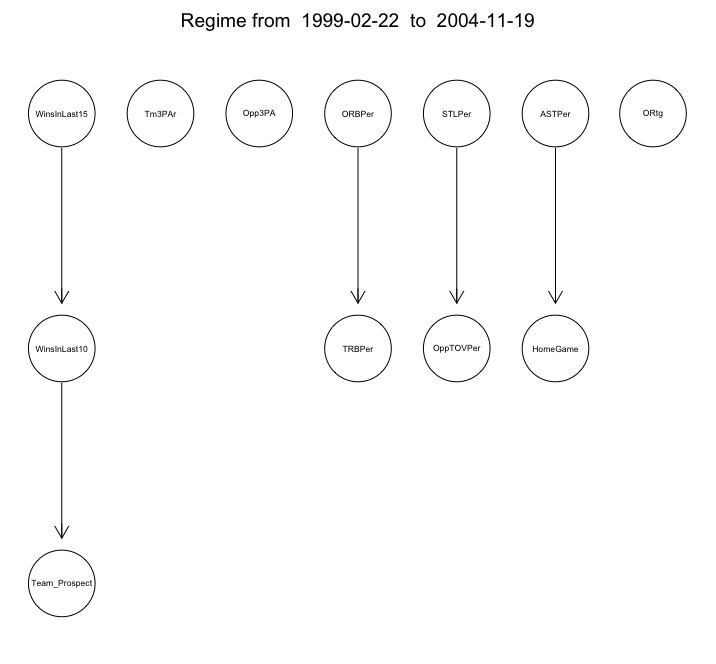 Regime from 1999-02-22 to 2004-11-19
WinsInLast15 Tm3PAr Opp3PA ORBPer STLPer ASTPer ORtg
WinsInLast10 TRBPer OppTOVPer HomeGame
Team_Prospect